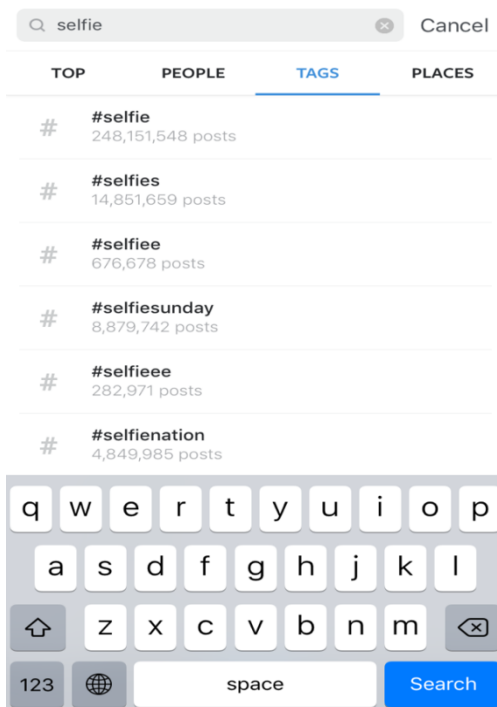 selfie Cancel
TOP PEOPLE TAGS PLACES
# #selfie
248,151,548 posts
# #selfies
14,851,659 posts
# #selfiee
676,678 posts
# #selfiesunday
8,879,742 posts
# #selfieee
282,971 posts
# #selfienation
4,849,985 posts
q w e r t y u i o p
a s d f g h j k l
z x c v b n m
123 space Search